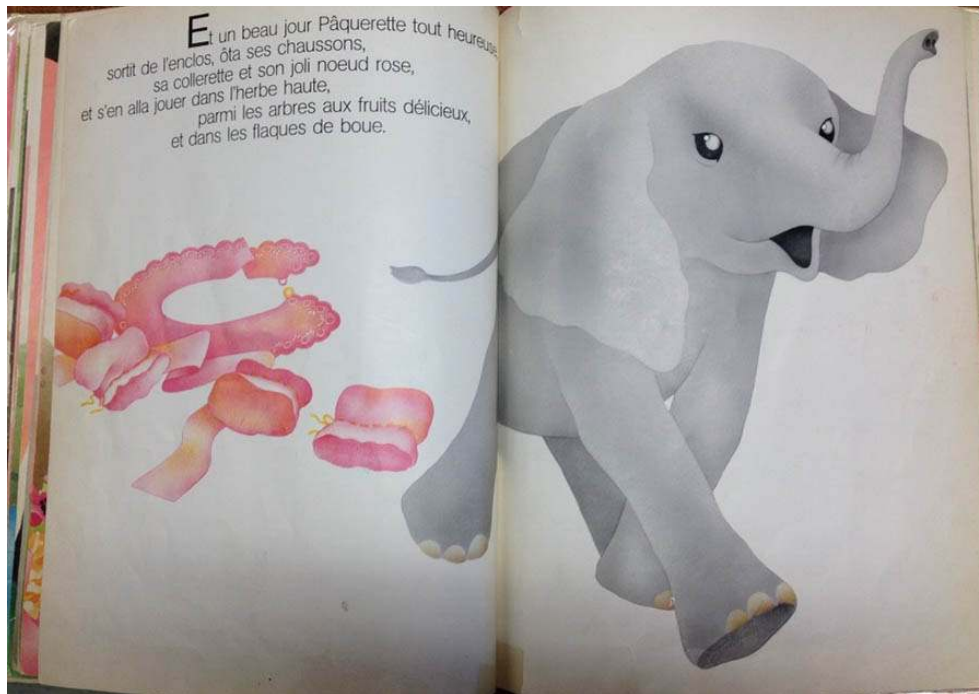 Et un beau jour Pâquerette tout heureuse,
sortit de l'enclos, ôta ses chaussons,
sa collerette et son joli noeud rose,
et s'en alla jouer dans l'herbe haute,
parmi les arbres aux fruits délicieux,
et dans les flaques de boue.